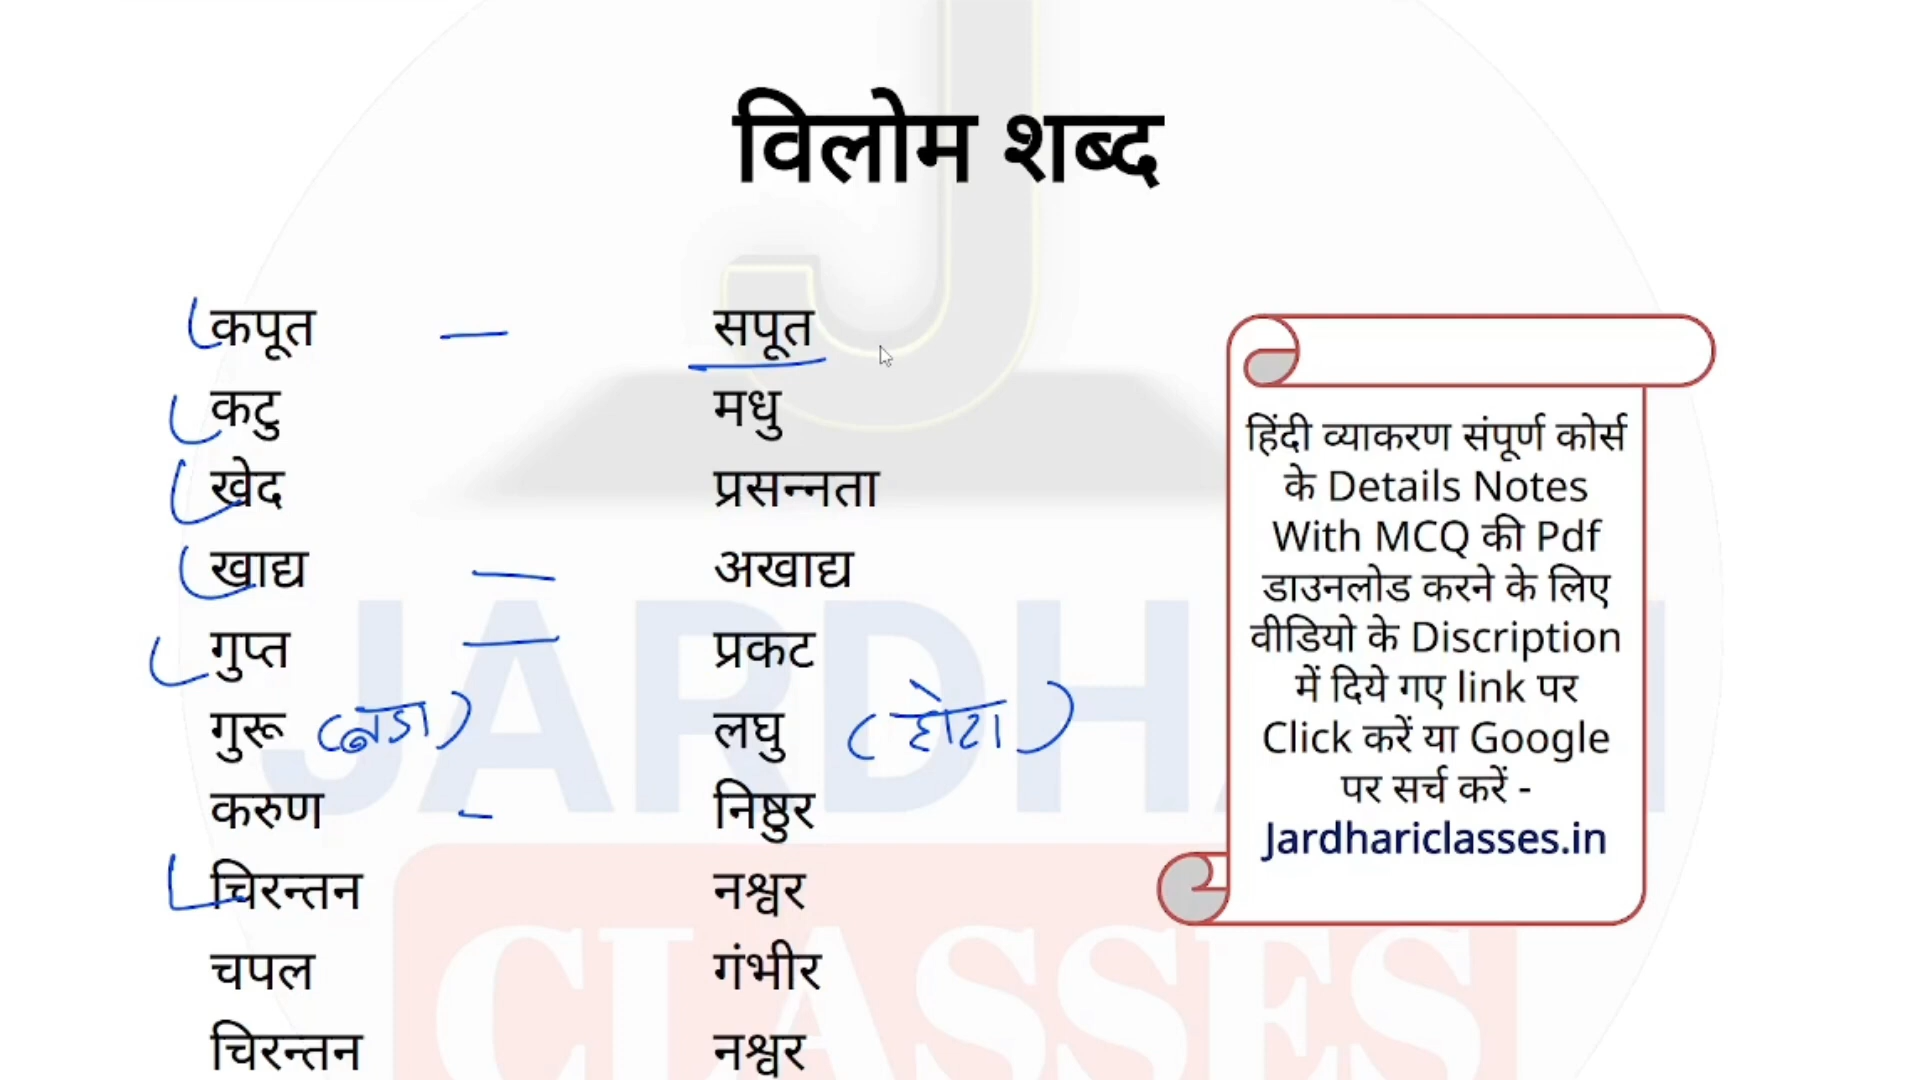 विलोम शब्द
कपूत सपूत
कटु मधु
खेद प्रसन्नता
खाद्य अखाद्य
गुप्त प्रकट
गुरू (बडा) लघु (छोटा)
करुण निष्ठुर
चिरन्तन नश्वर
चपल गंभीर
चिरन्तन नश्वर
हिंदी व्याकरण संपूर्ण कोर्स
के Details Notes
With MCQ की Pdf
डाउनलोड करने के लिए
वीडियो के Discription
में दिये गए link पर
Click करें या Google
पर सर्च करें -
Jardhariclasses.in
J
JARDHARI
CLASSES